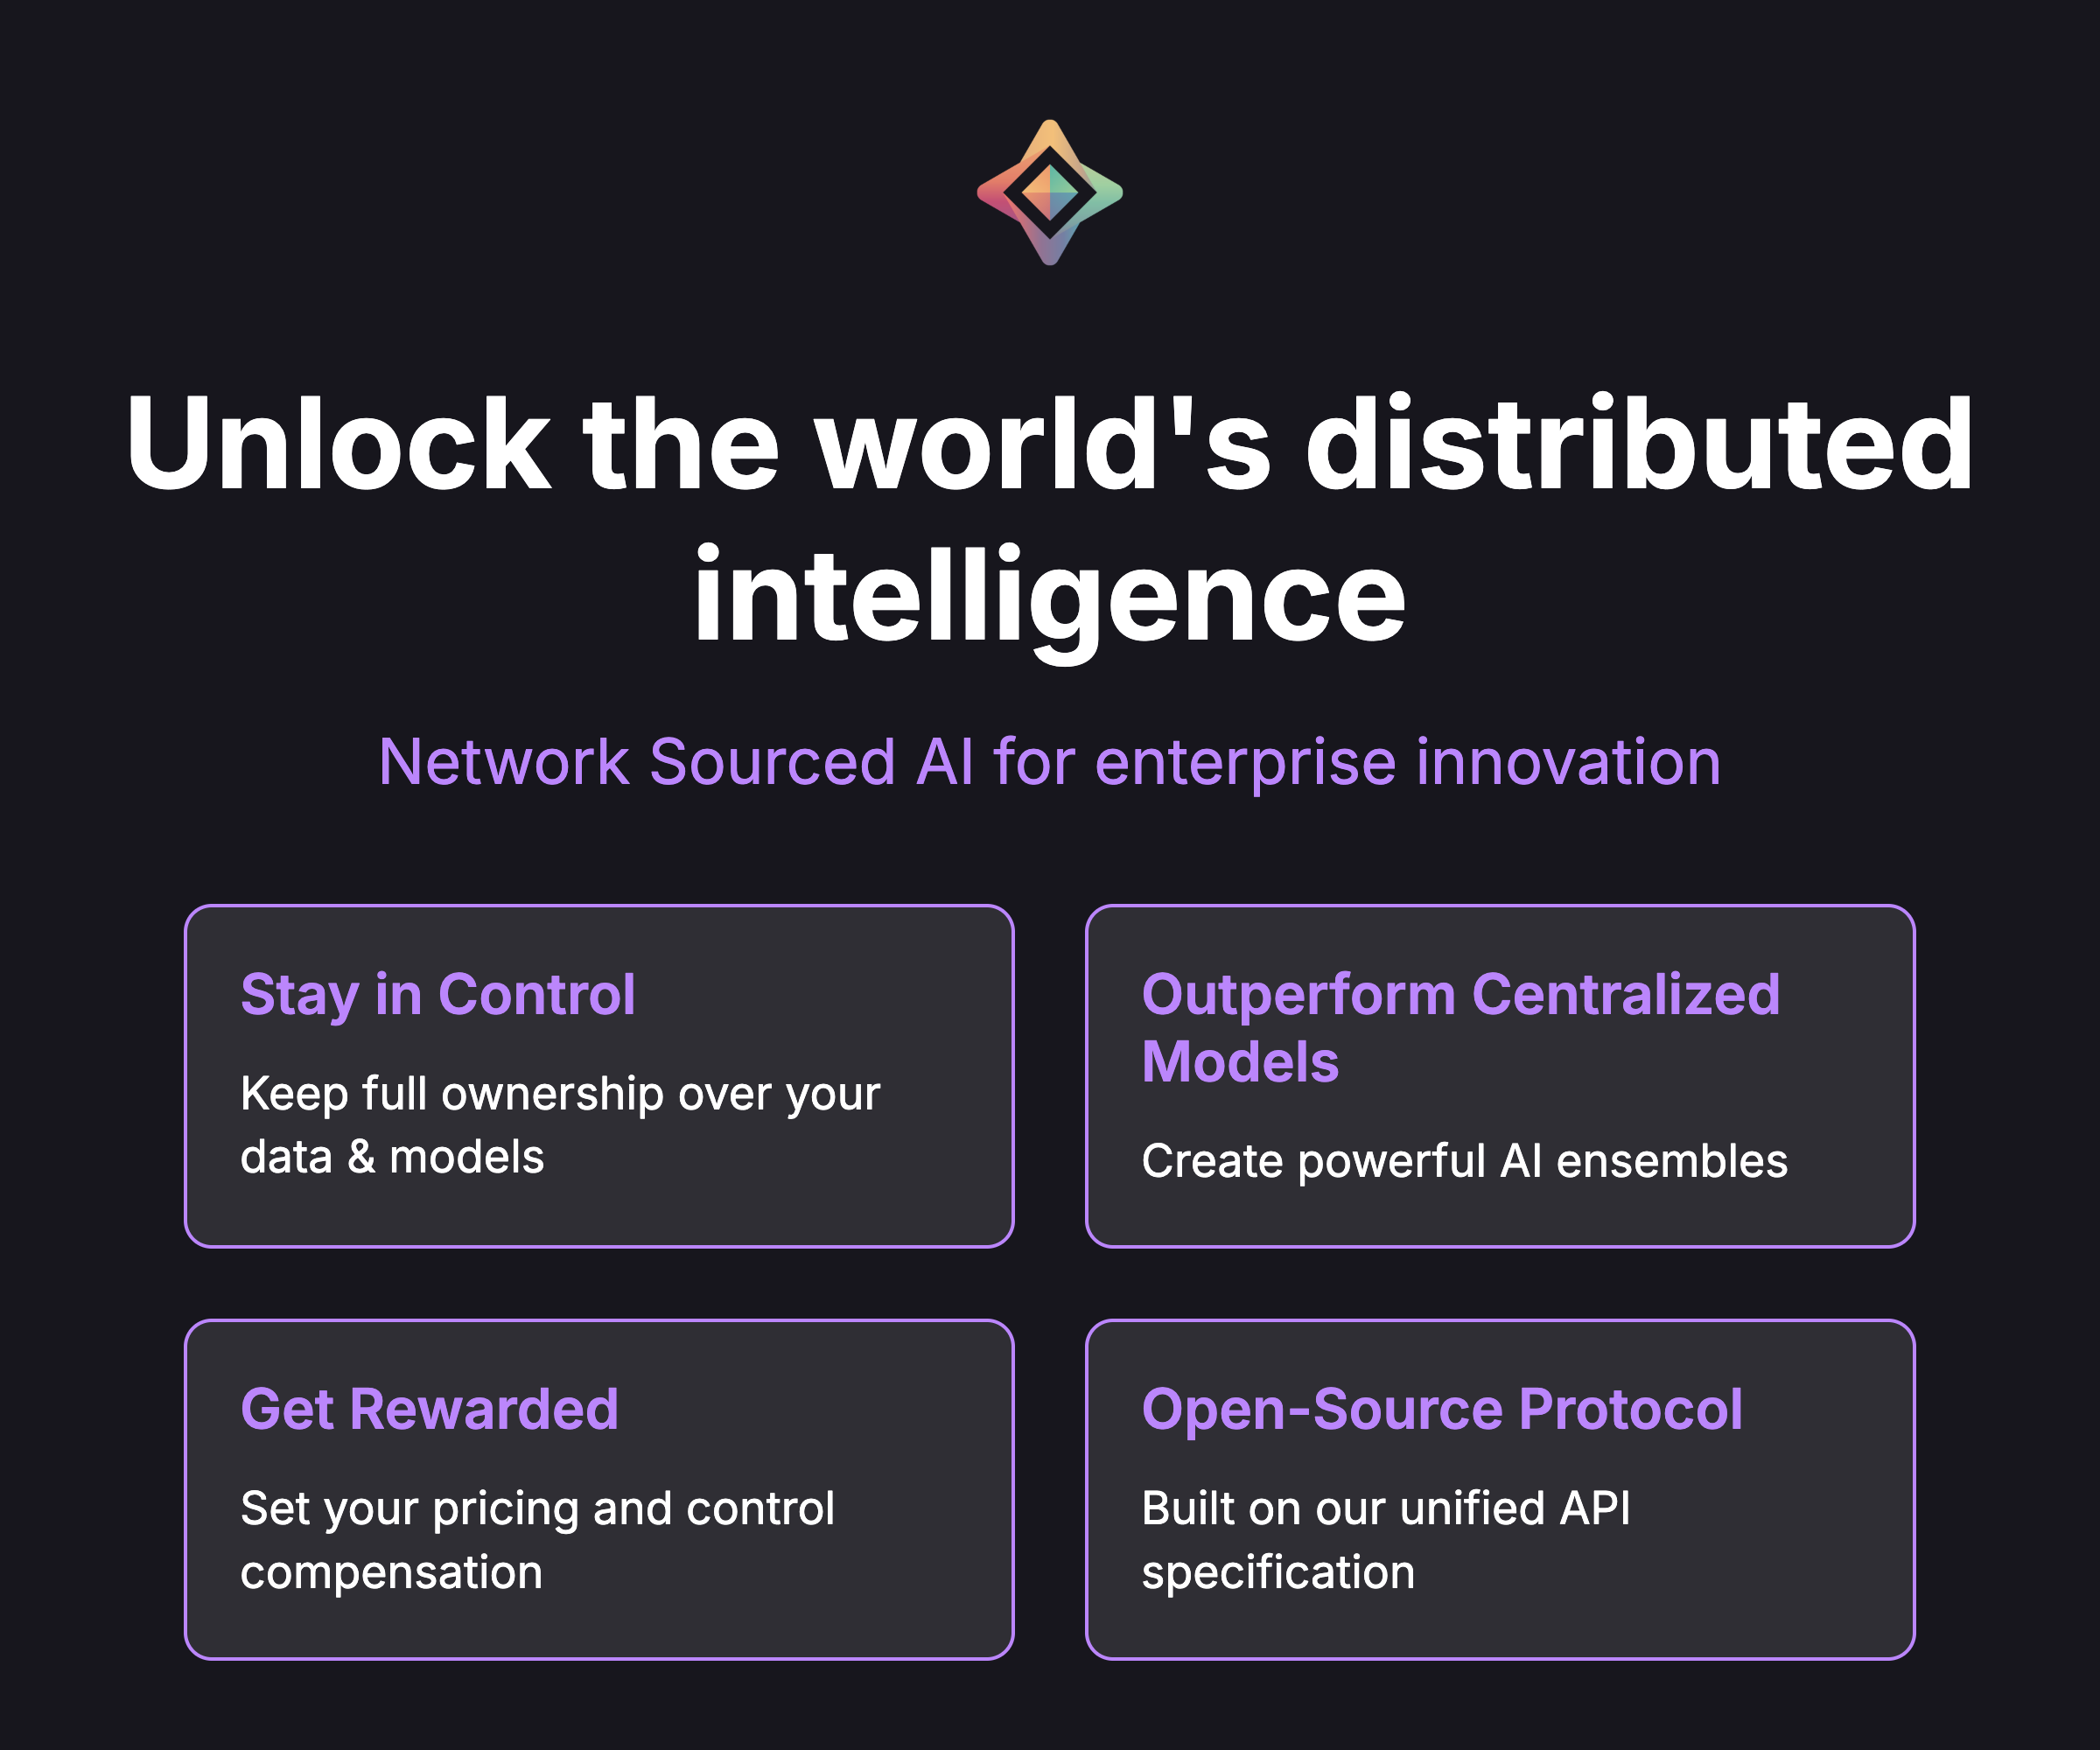 Unlock the world's distributed
intelligence
Network Sourced AI for enterprise innovation
Stay in Control
Keep full ownership over your
data & models
Outperform Centralized
Models
Create powerful AI ensembles
Get Rewarded
Set your pricing and control
compensation
Open-Source Protocol
Built on our unified API
specification